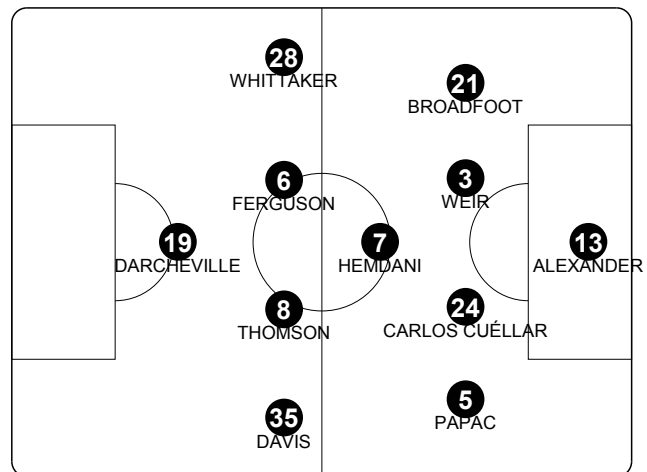 28
WHITTAKER
21
BROADFOOT
6
FERGUSON
3
WEIR
19
DARCHEVILLE
7
HEMDANI
13
ALEXANDER
8
THOMSON
24
CARLOS CUÉLLAR
35
DAVIS
5
PAPAC